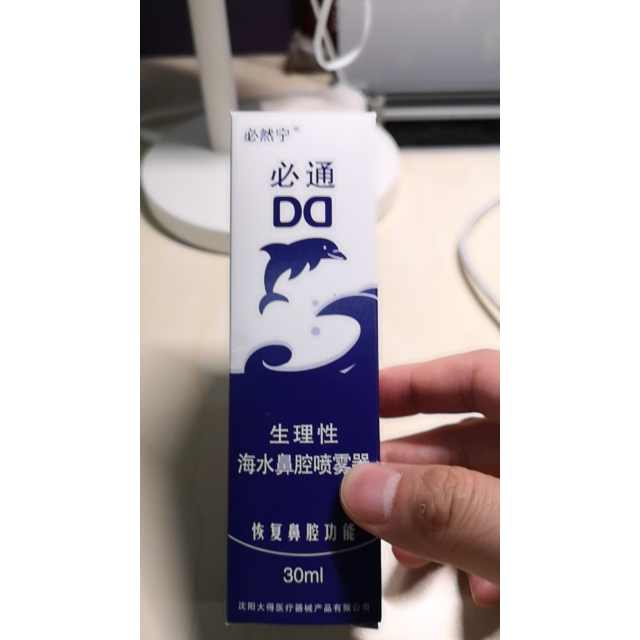 必然宁®
必通
DD
生理性
海水鼻腔喷雾器
恢复鼻腔功能
30ml
沈阳大得医疗器械产品有限公司